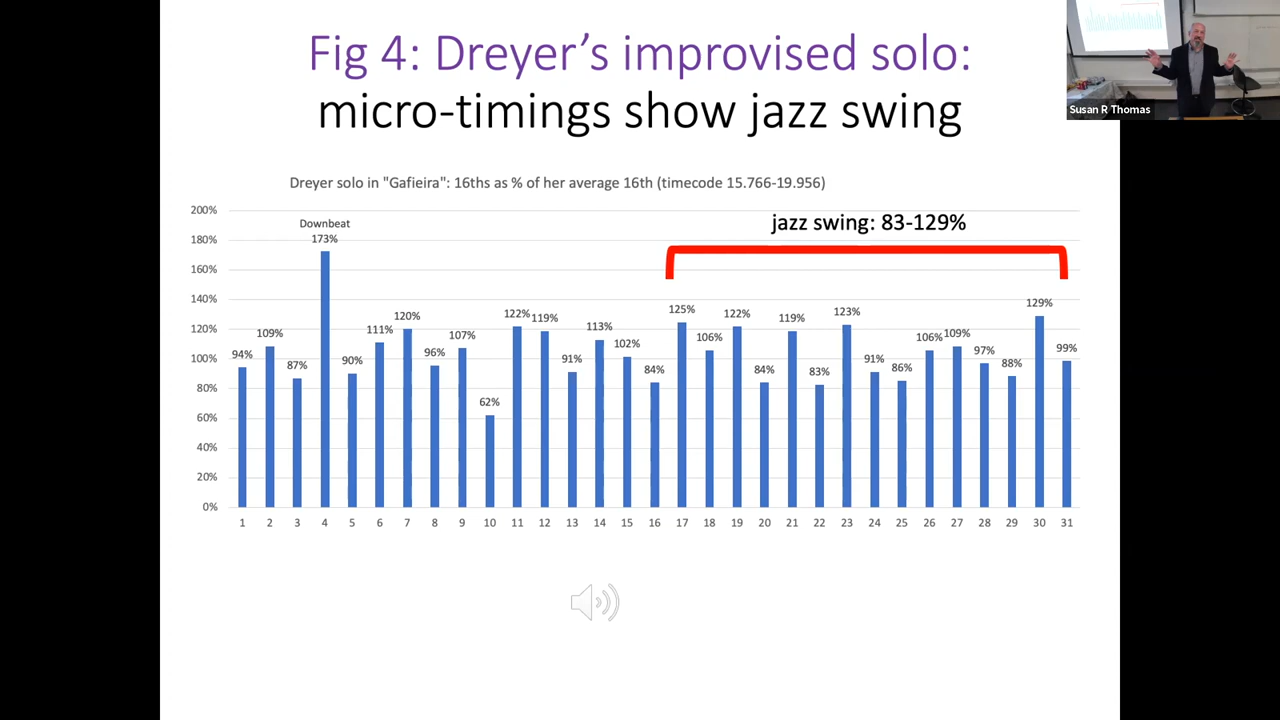 Fig 4: Dreyer’s improvised solo:
micro-timings show jazz swing
Susan R Thomas
Dreyer solo in "Gafieira": 16ths as % of her average 16th (timecode 15.766-19.956)
jazz swing: 83-129%
200%
180%
160%
140%
120%
100%
80%
60%
40%
20%
0%
Downbeat
94% 109% 87% 173% 90% 111% 120% 96% 107% 62% 122% 119% 91% 113% 102% 84% 125% 106% 122% 84% 119% 83% 123% 91% 86% 106% 109% 97% 88% 129% 99%
1 2 3 4 5 6 7 8 9 10 11 12 13 14 15 16 17 18 19 20 21 22 23 24 25 26 27 28 29 30 31